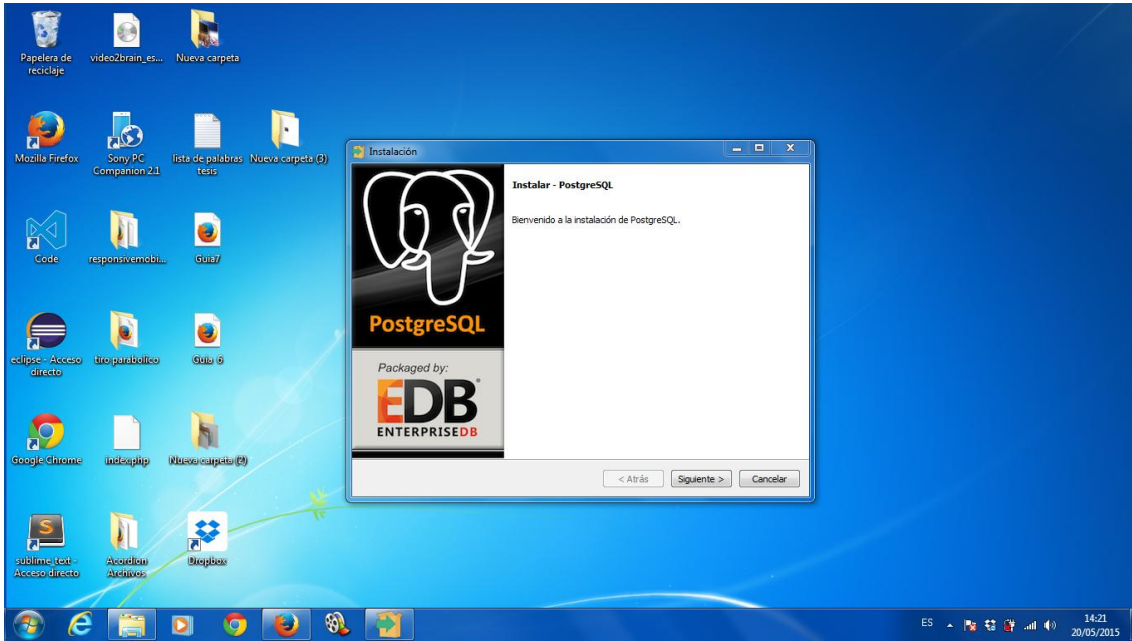 Papelera de
reciclaje
video2brain_es...
Nueva carpeta
Mozilla Firefox
Sony PC
Companion 2.1
lista de palabras
tesis
Nueva carpeta (3)
Code
responsivemobi...
Guia7
eclipse - Acceso
directo
tiro parabolico
Guia 6
Google Chrome
index.php
Nueva carpeta (2)
sublime_text -
Acceso directo
Acordion
Archivos
Dropbox
Instalación
Instalar - PostgreSQL
Bienvenido a la instalación de PostgreSQL.
PostgreSQL
Packaged by:
EDB
ENTERPRISEDB
< Atrás
Siguiente >
Cancelar
ES
14:21
20/05/2015